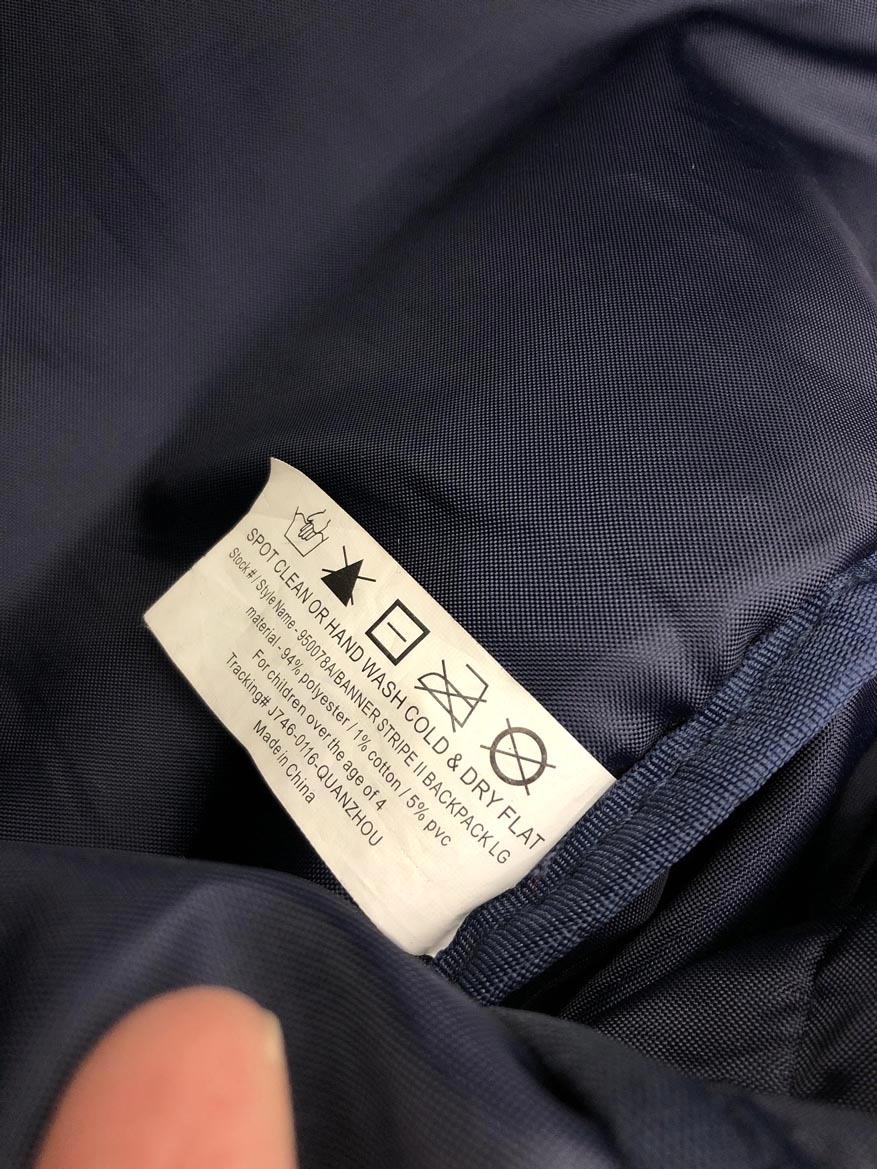 SPOT CLEAN OR HAND WASH COLD & DRY FLAT
Stock# / Style Name - 950078A/BANNER STRIPE II BACKPACK LG
material - 94% polyester / 1% cotton / 5% pvc
For children over the age of 4
Tracking# J746-0116-QUANZHOU
Made in China